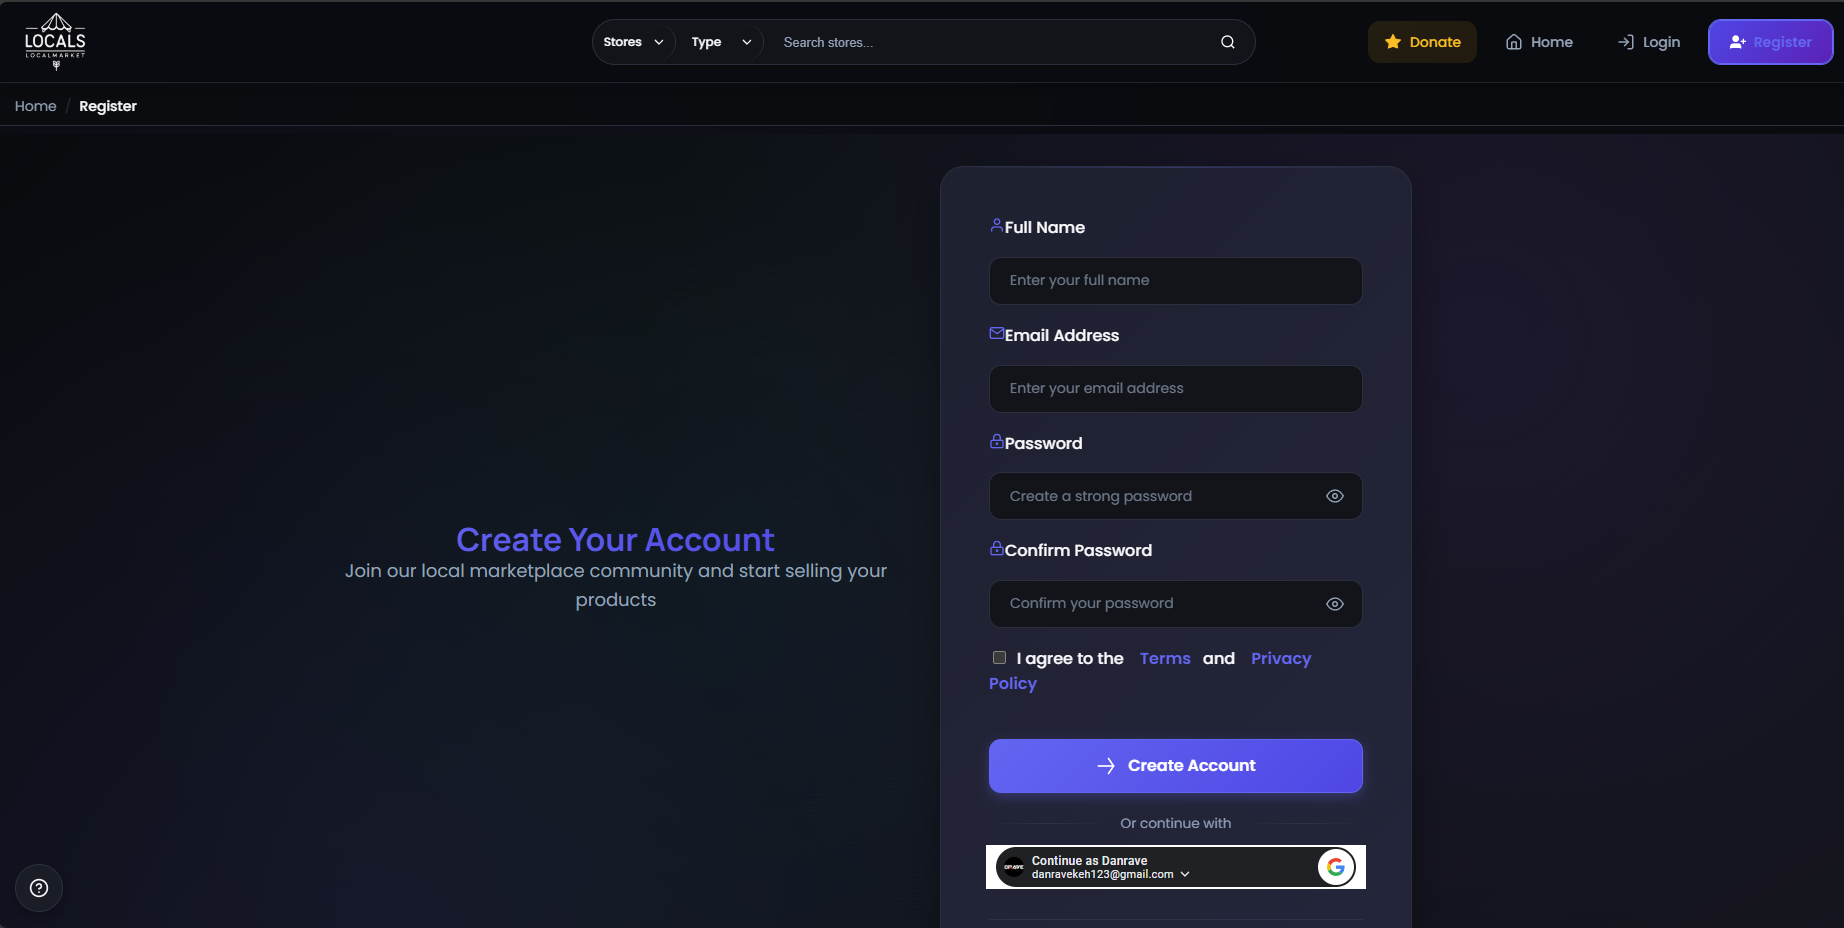 LOCALS
LOCALMARKET
Stores
Type
Search stores...
Donate
Home
Login
Register
Home / Register
Create Your Account
Join our local marketplace community and start selling your
products
Full Name
Enter your full name
Email Address
Enter your email address
Password
Create a strong password
Confirm Password
Confirm your password
I agree to the Terms and Privacy
Policy
Create Account
Or continue with
Continue as Danrave
danravekeh123@gmail.com